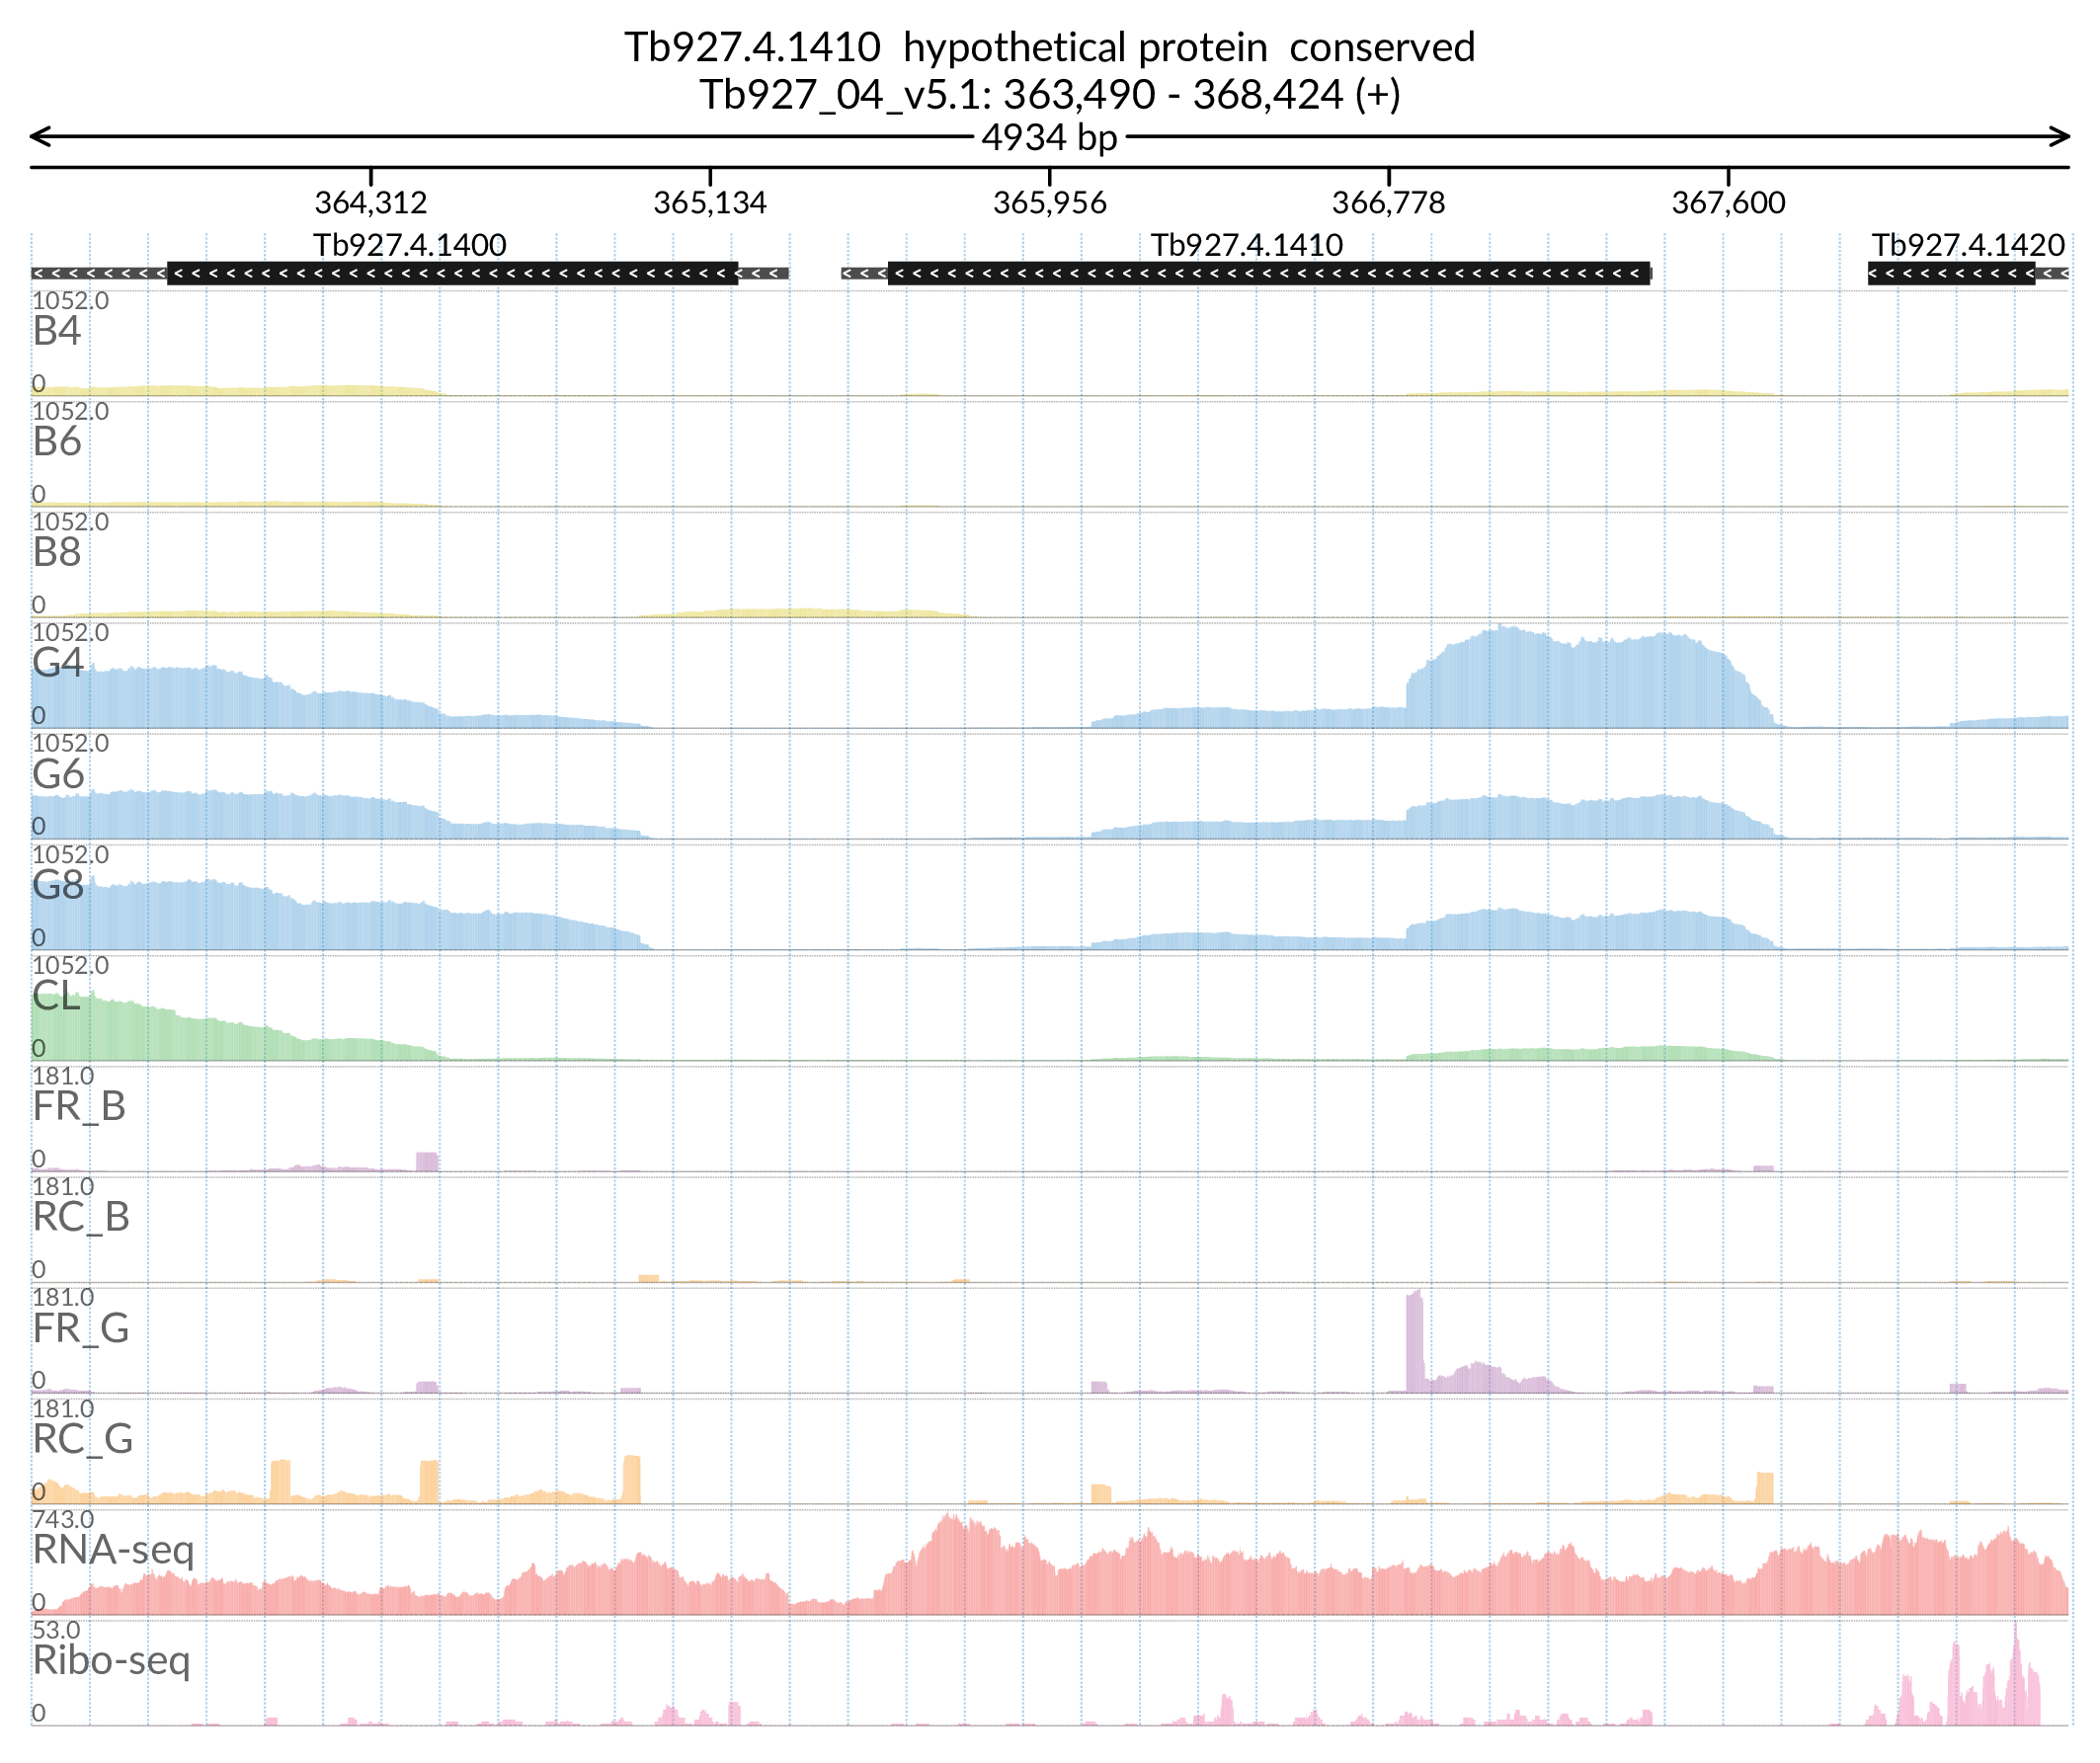 Tb927.4.1410  hypothetical protein  conserved
Tb927_04_v5.1: 363,490 - 368,424 (+)
4934 bp
364,312 365,134 365,956 366,778 367,600
Tb927.4.1400 Tb927.4.1410 Tb927.4.1420
1052.0
B4
0
1052.0
B6
0
1052.0
B8
0
1052.0
G4
0
1052.0
G6
0
1052.0
G8
0
1052.0
CL
0
181.0
FR_B
0
181.0
RC_B
0
181.0
FR_G
0
181.0
RC_G
0
743.0
RNA-seq
0
53.0
Ribo-seq
0